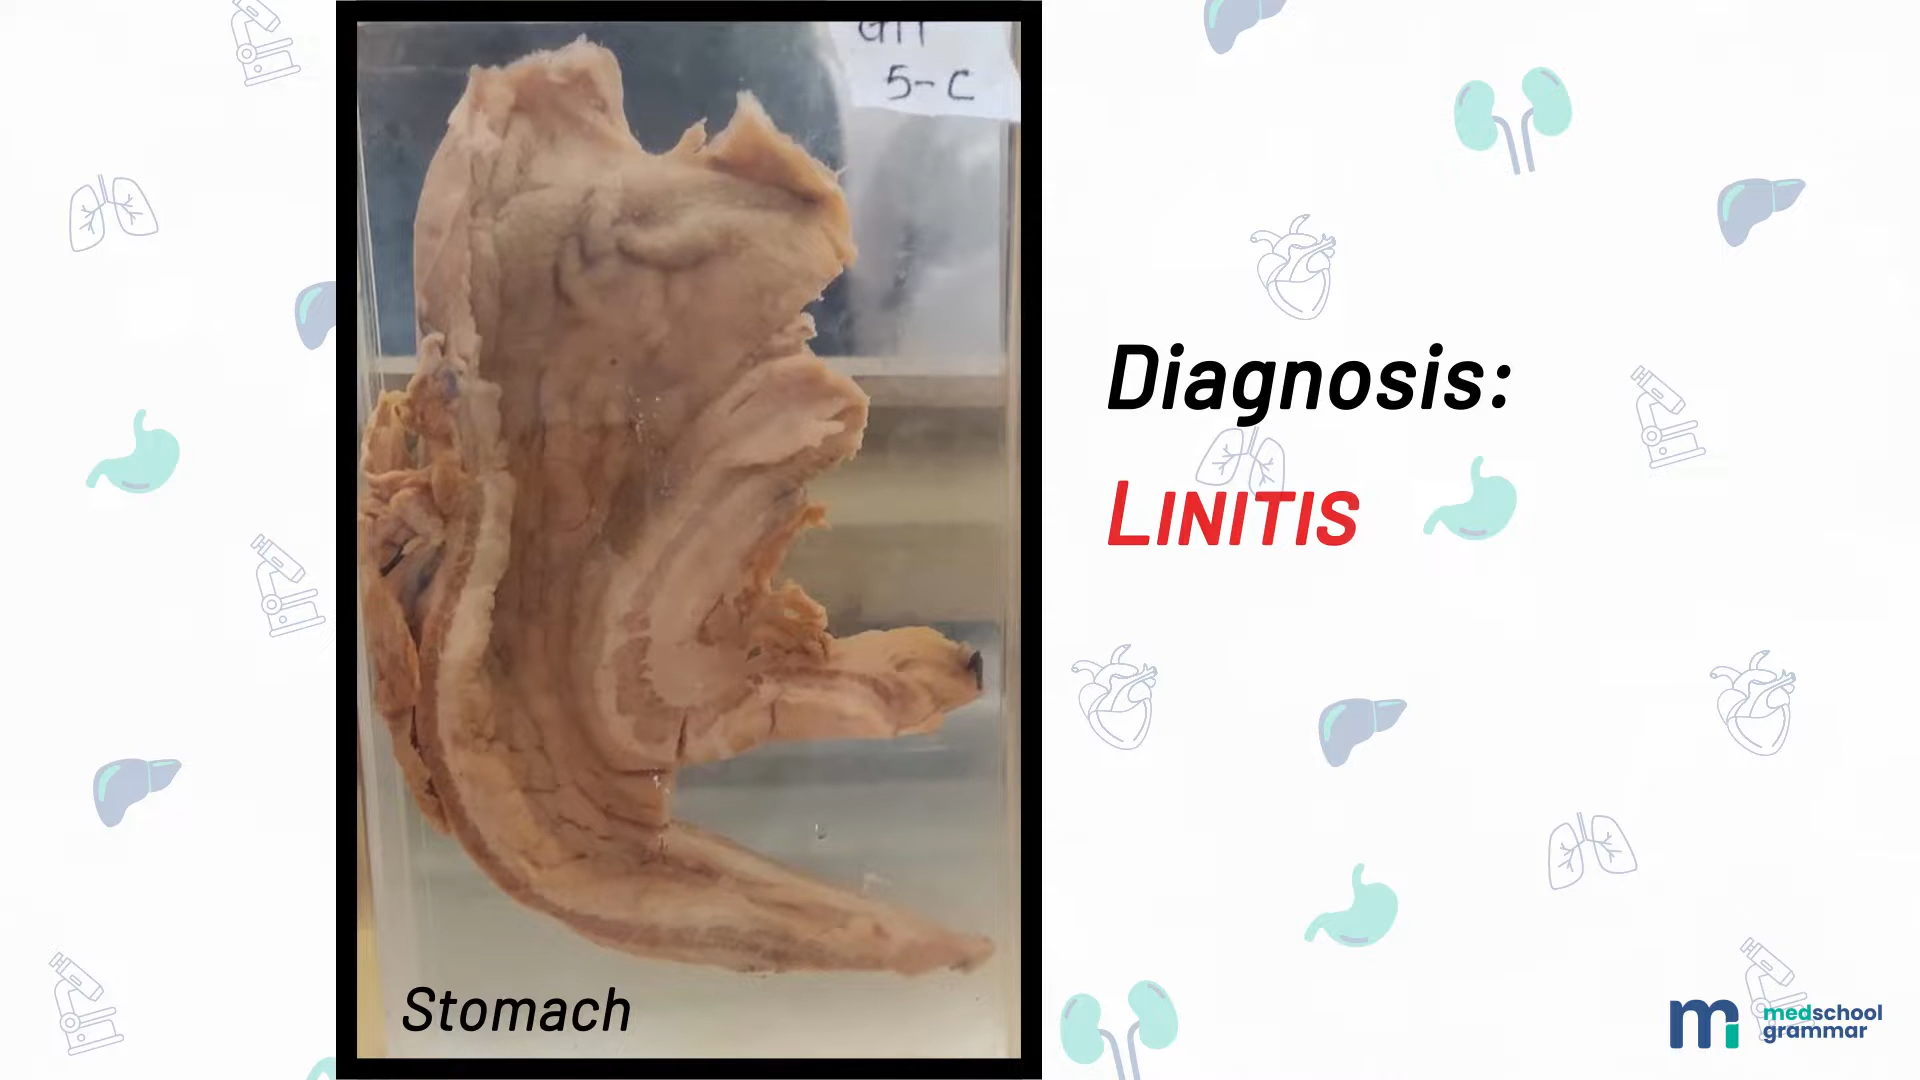 5-C
Diagnosis:
LINITIS
Stomach
medschool
grammar